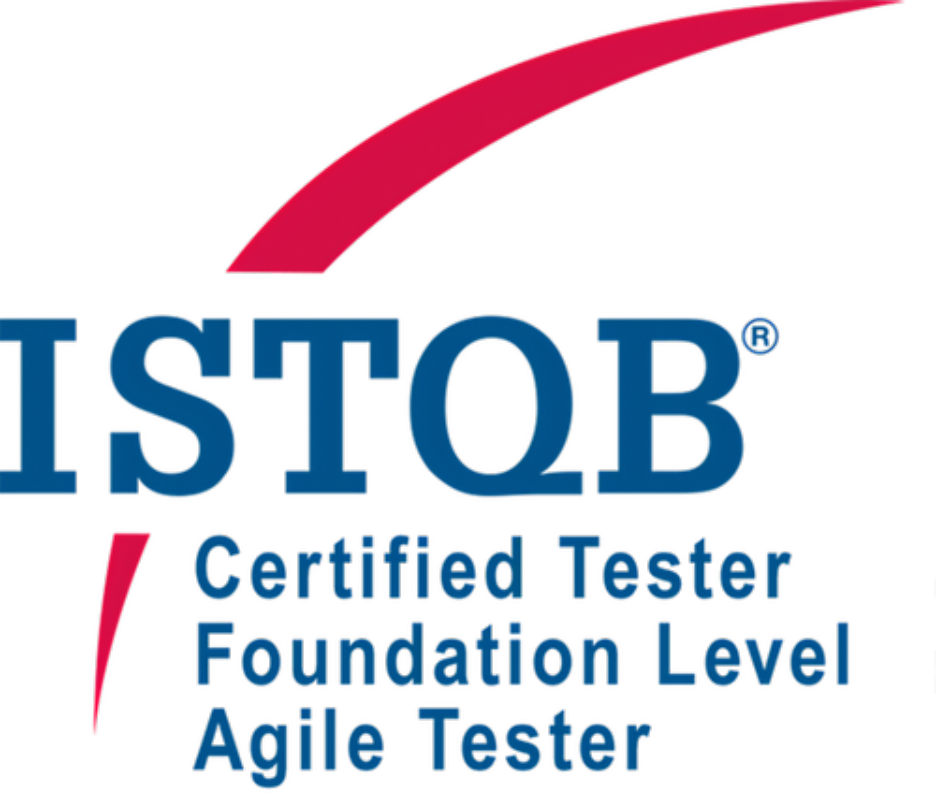 ISTQB®
Certified Tester
Foundation Level
Agile Tester